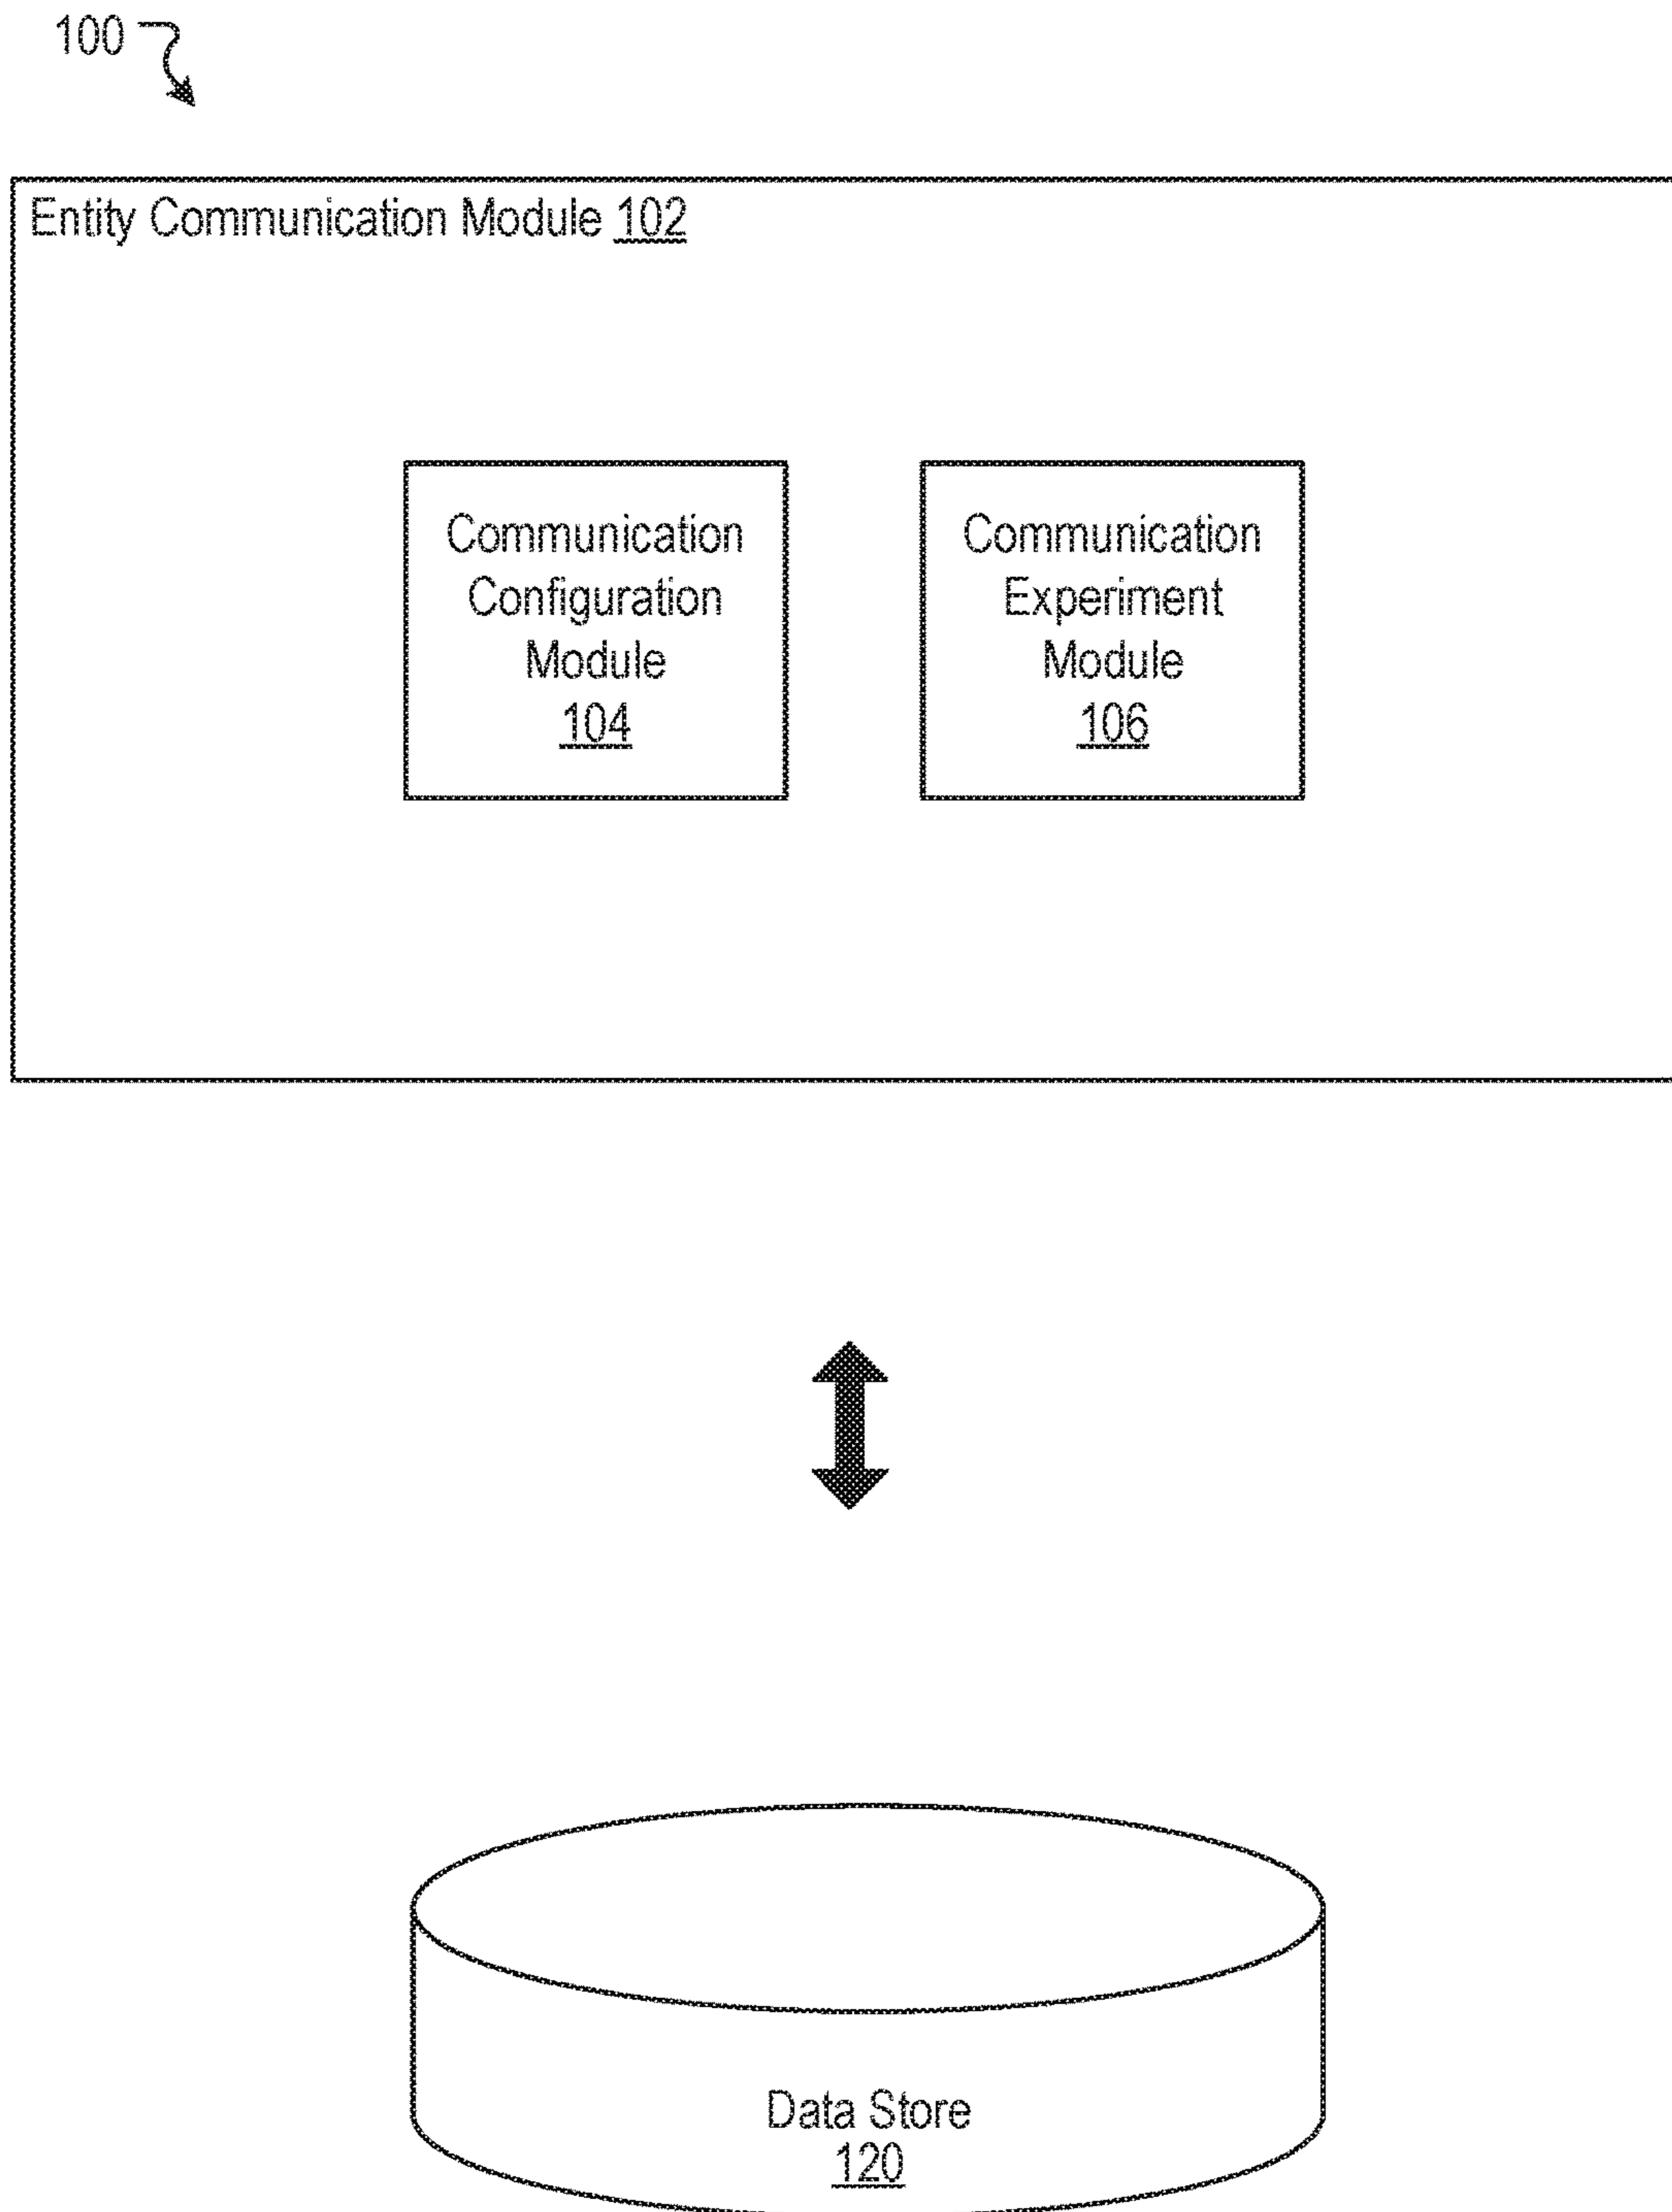 100
Entity Communication Module 102
Communication
Configuration
Module
104
Communication
Experiment
Module
106
Data Store
120